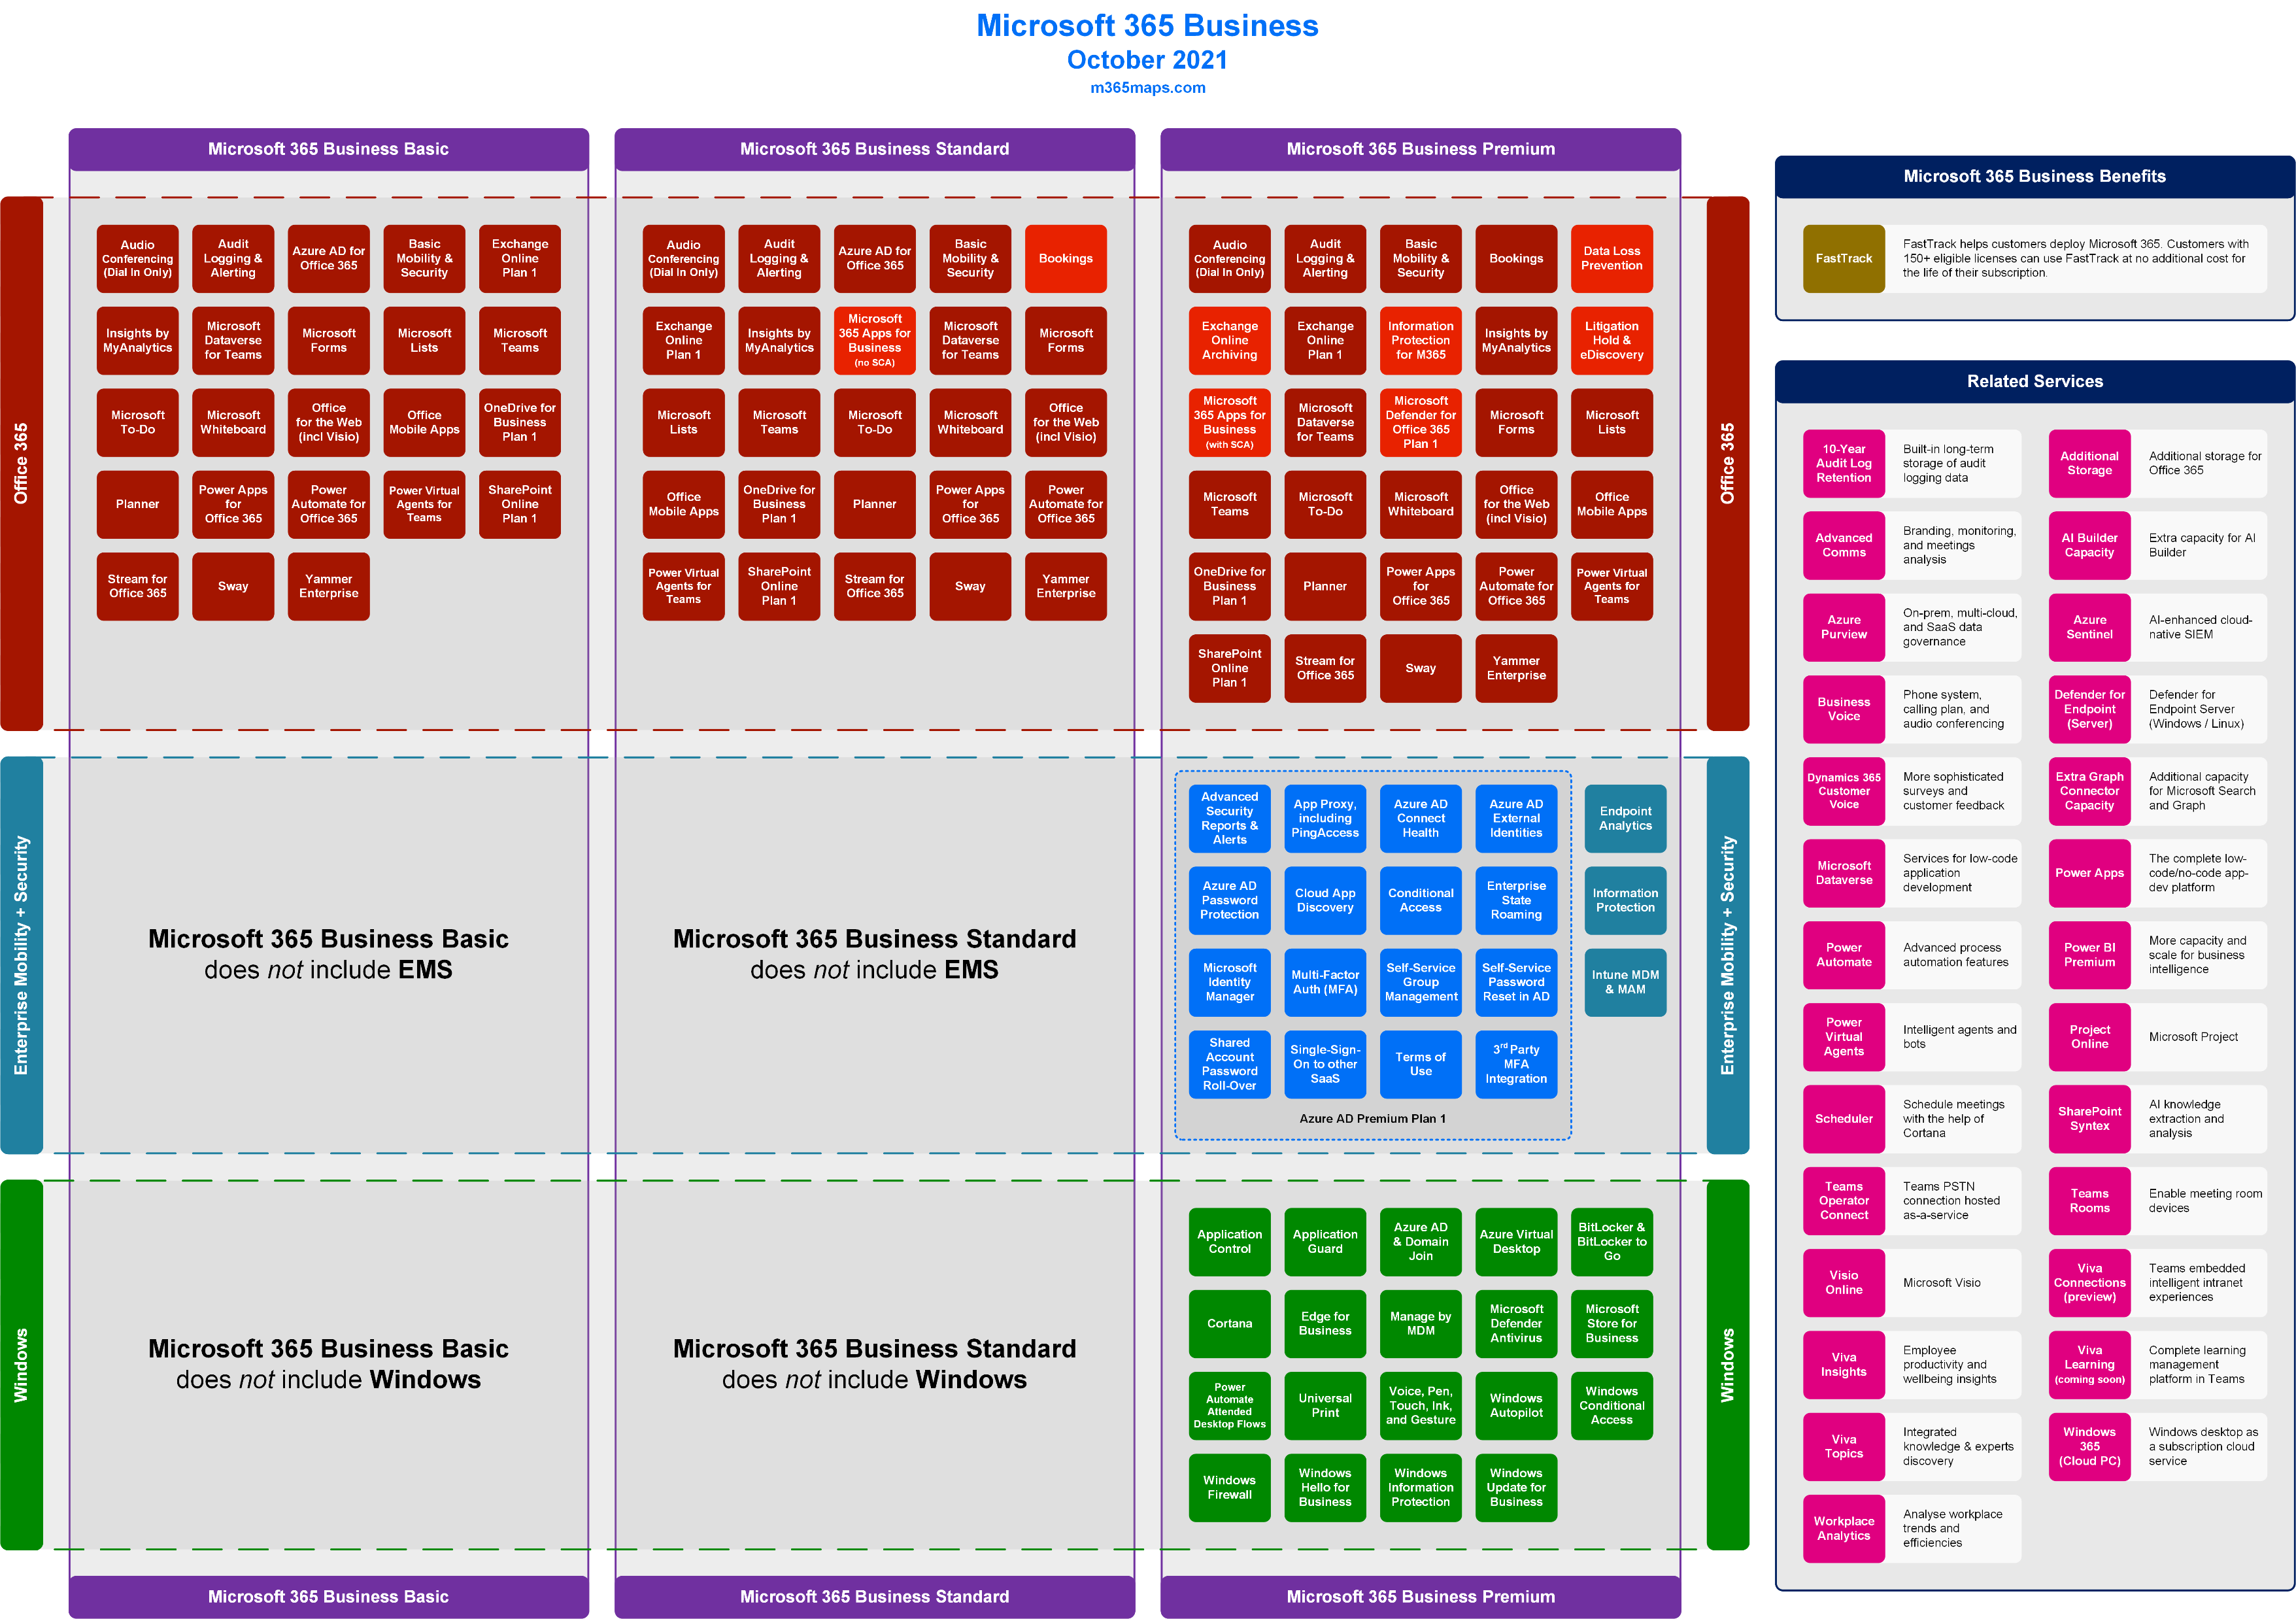 Microsoft 365 Business
October 2021
m365maps.com
Microsoft 365 Business Basic
Office 365
Audio
Conferencing
(Dial In Only)
Audit
Logging &
Alerting
Azure AD for
Office 365
Basic
Mobility &
Security
Exchange
Online
Plan 1
Insights by
MyAnalytics
Microsoft
Dataverse
for Teams
Microsoft
Forms
Microsoft
Lists
Microsoft
Teams
Microsoft
To-Do
Microsoft
Whiteboard
Office
for the Web
(incl Visio)
Office
Mobile Apps
OneDrive for
Business
Plan 1
Planner
Power Apps
for
Office 365
Power
Automate for
Office 365
Power Virtual
Agents for
Teams
SharePoint
Online
Plan 1
Stream for
Office 365
Sway
Yammer
Enterprise
Microsoft 365 Business Standard
Audio
Conferencing
(Dial In Only)
Audit
Logging &
Alerting
Azure AD for
Office 365
Basic
Mobility &
Security
Bookings
Exchange
Online
Plan 1
Insights by
MyAnalytics
Microsoft
365 Apps for
Business
(no SCA)
Microsoft
Dataverse
for Teams
Microsoft
Forms
Microsoft
Lists
Microsoft
Teams
Microsoft
To-Do
Microsoft
Whiteboard
Office
for the Web
(incl Visio)
Office
Mobile Apps
OneDrive for
Business
Plan 1
Planner
Power Apps
for
Office 365
Power
Automate for
Office 365
Power Virtual
Agents for
Teams
SharePoint
Online
Plan 1
Stream for
Office 365
Sway
Yammer
Enterprise
Microsoft 365 Business Premium
Audio
Conferencing
(Dial In Only)
Audit
Logging &
Alerting
Basic
Mobility &
Security
Bookings
Data Loss
Prevention
Exchange
Online
Archiving
Exchange
Online
Plan 1
Information
Protection
for M365
Insights by
MyAnalytics
Litigation
Hold &
eDiscovery
Microsoft
365 Apps for
Business
(with SCA)
Microsoft
Dataverse
for Teams
Microsoft
Defender for
Office 365
Plan 1
Microsoft
Forms
Microsoft
Lists
Microsoft
Teams
Microsoft
To-Do
Microsoft
Whiteboard
Office
for the Web
(incl Visio)
Office
Mobile Apps
OneDrive for
Business
Plan 1
Planner
Power Apps
for
Office 365
Power
Automate for
Office 365
Power Virtual
Agents for
Teams
SharePoint
Online
Plan 1
Stream for
Office 365
Sway
Yammer
Enterprise
Office 365
Enterprise Mobility + Security
Microsoft 365 Business Basic
does not include EMS
Microsoft 365 Business Standard
does not include EMS
Advanced
Security
Reports &
Alerts
App Proxy,
including
PingAccess
Azure AD
Connect
Health
Azure AD
External
Identities
Endpoint
Analytics
Azure AD
Password
Protection
Cloud App
Discovery
Conditional
Access
Enterprise
State
Roaming
Information
Protection
Microsoft
Identity
Manager
Multi-Factor
Auth (MFA)
Self-Service
Group
Management
Self-Service
Password
Reset in AD
Intune MDM
& MAM
Shared
Account
Password
Roll-Over
Single-Sign-
On to other
SaaS
Terms of
Use
3rd Party
MFA
Integration
Azure AD Premium Plan 1
Enterprise Mobility + Security
Windows
Microsoft 365 Business Basic
does not include Windows
Microsoft 365 Business Standard
does not include Windows
Application
Control
Application
Guard
Azure AD
& Domain
Join
Azure Virtual
Desktop
BitLocker &
BitLocker to
Go
Cortana
Edge for
Business
Manage by
MDM
Microsoft
Defender
Antivirus
Microsoft
Store for
Business
Power
Automate
Attended
Desktop Flows
Universal
Print
Voice, Pen,
Touch, Ink,
and Gesture
Windows
Autopilot
Windows
Conditional
Access
Windows
Firewall
Windows
Hello for
Business
Windows
Information
Protection
Windows
Update for
Business
Windows
Microsoft 365 Business Basic
Microsoft 365 Business Standard
Microsoft 365 Business Premium
Microsoft 365 Business Benefits
FastTrack
FastTrack helps customers deploy Microsoft 365. Customers with
150+ eligible licenses can use FastTrack at no additional cost for
the life of their subscription.
Related Services
10-Year
Audit Log
Retention
Built-in long-term
storage of audit
logging data
Additional
Storage
Additional storage for
Office 365
Advanced
Comms
Branding, monitoring,
and meetings
analysis
AI Builder
Capacity
Extra capacity for AI
Builder
Azure
Purview
On-prem, multi-cloud,
and SaaS data
governance
Azure
Sentinel
AI-enhanced cloud-
native SIEM
Business
Voice
Phone system,
calling plan, and
audio conferencing
Defender for
Endpoint
(Server)
Defender for
Endpoint Server
(Windows / Linux)
Dynamics 365
Customer
Voice
More sophisticated
surveys and
customer feedback
Extra Graph
Connector
Capacity
Additional capacity
for Microsoft Search
and Graph
Microsoft
Dataverse
Services for low-code
application
development
Power Apps
The complete low-
code/no-code app-
dev platform
Power
Automate
Advanced process
automation features
Power BI
Premium
More capacity and
scale for business
intelligence
Power
Virtual
Agents
Intelligent agents and
bots
Project
Online
Microsoft Project
Scheduler
Schedule meetings
with the help of
Cortana
SharePoint
Syntex
AI knowledge
extraction and
analysis
Teams
Operator
Connect
Teams PSTN
connection hosted
as-a-service
Teams
Rooms
Enable meeting room
devices
Visio
Online
Microsoft Visio
Viva
Connections
(preview)
Teams embedded
intelligent intranet
experiences
Viva
Insights
Employee
productivity and
wellbeing insights
Viva
Learning
(coming soon)
Complete learning
management
platform in Teams
Viva
Topics
Integrated
knowledge & experts
discovery
Windows
365
(Cloud PC)
Windows desktop as
a subscription cloud
service
Workplace
Analytics
Analyse workplace
trends and
efficiencies